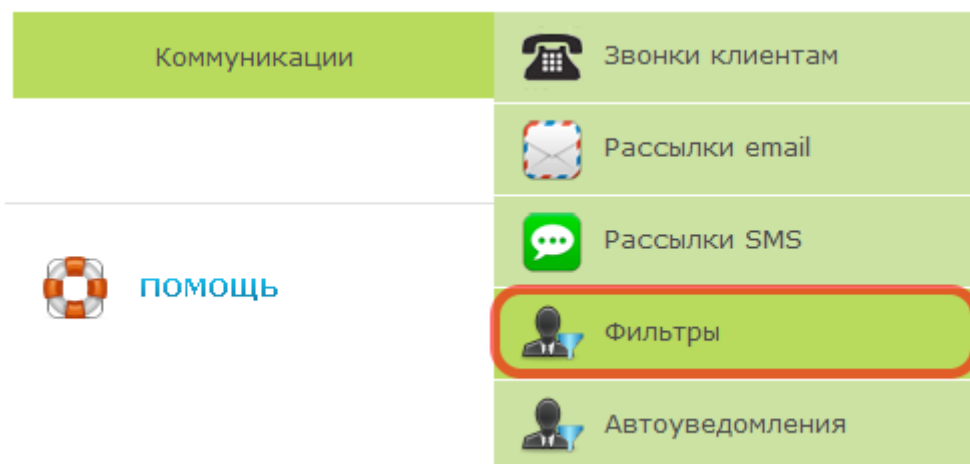 Коммуникации
Звонки клиентам
Рассылки email
Рассылки SMS
помощь
Фильтры
Автоуведомления